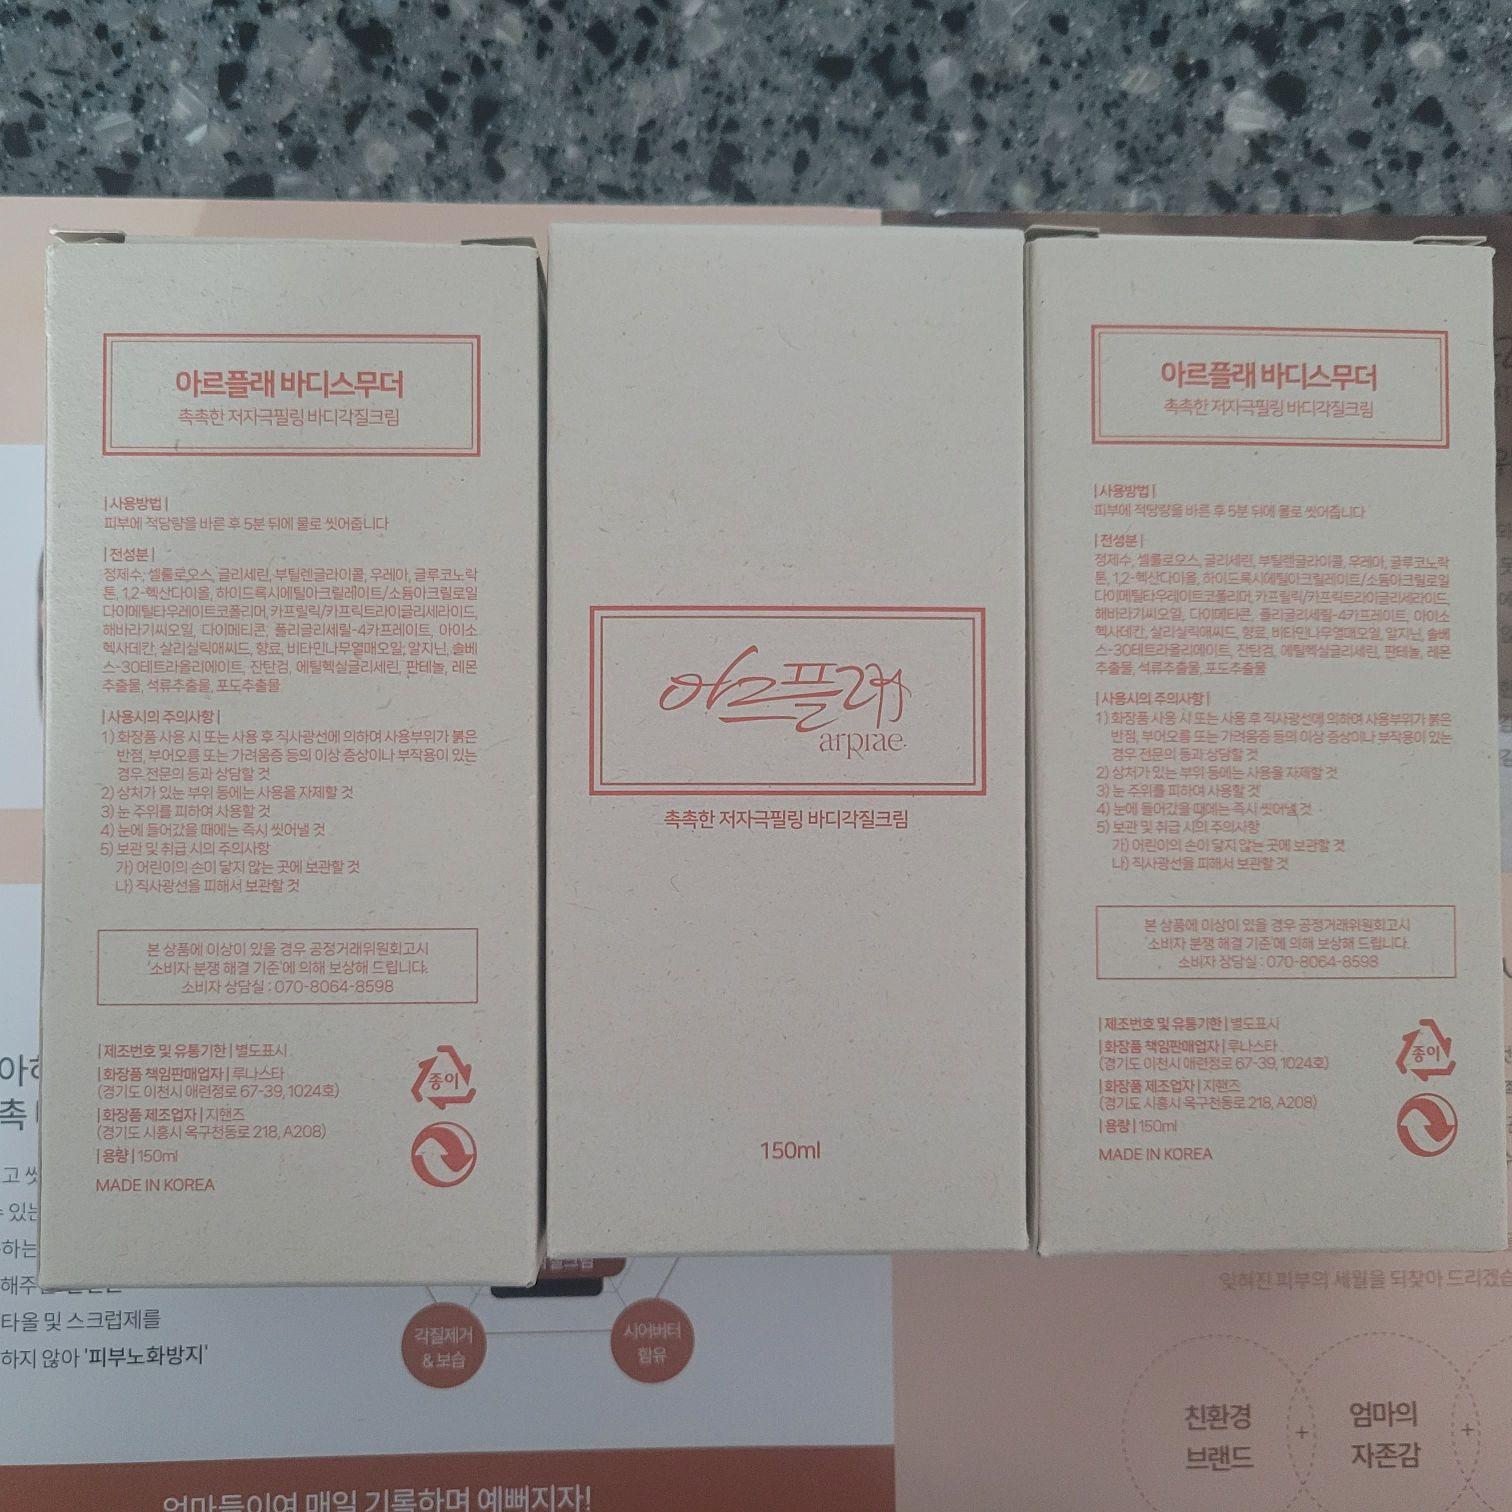 아르플래 바디스무더
촉촉한 저자극필링 바디각질크림
| 사용방법 |
피부에 적당량을 바른 후 5분 뒤에 물로 씻어줍니다
| 전성분 |
정제수, 셀룰로오스, 글리세린, 부틸렌글라이콜, 우레아, 글루코노락
톤, 1,2-헥산다이올, 하이드록시에틸아크릴레이트/소듐아크릴로일
다이메틸타우레이트코폴리머, 카프릴릭/카프릭트라이글리세라이드,
해바라기씨오일, 다이메티콘, 폴리글리세릴-4카프레이트, 아이소
헥사데칸, 살리실릭애씨드, 향료, 비타민나무열매오일, 알지닌, 솔베
스-30테트라올리에이트, 잔탄검, 에틸헥실글리세린, 판테놀, 레몬
추출물, 석류추출물, 포도추출물
| 사용시의 주의사항 |
1) 화장품 사용 시 또는 사용 후 직사광선에 의하여 사용부위가 붉은
반점, 부어오름 또는 가려움증 등의 이상 증상이나 부작용이 있는
경우 전문의 등과 상담할 것
2) 상처가 있는 부위 등에는 사용을 자제할 것
3) 눈 주위를 피하여 사용할 것
4) 눈에 들어갔을 때에는 즉시 씻어낼 것
5) 보관 및 취급 시의 주의사항
가) 어린이의 손이 닿지 않는 곳에 보관할 것
나) 직사광선을 피해서 보관할 것
본 상품에 이상이 있을 경우 공정거래위원회고시
'소비자 분쟁 해결 기준'에 의해 보상해 드립니다.
소비자 상담실 : 070-8064-8598
| 제조번호 및 유통기한 | 별도표시
| 화장품 책임판매업자 | 루나스타
(경기도 이천시 애련정로 67-39, 1024호)
| 화장품 제조업자 | 지핸즈
(경기도 시흥시 옥구천동로 218, A208)
| 용량 | 150ml
MADE IN KOREA
종이
아르플래
arprae
촉촉한 저자극필링 바디각질크림
150ml
아르플래 바디스무더
촉촉한 저자극필링 바디각질크림
| 사용방법 |
피부에 적당량을 바른 후 5분 뒤에 물로 씻어줍니다
| 전성분 |
정제수, 셀룰로오스, 글리세린, 부틸렌글라이콜, 우레아, 글루코노락
톤, 1,2-헥산다이올, 하이드록시에틸아크릴레이트/소듐아크릴로일
다이메틸타우레이트코폴리머, 카프릴릭/카프릭트라이글리세라이드,
해바라기씨오일, 다이메티콘, 폴리글리세릴-4카프레이트, 아이소
헥사데칸, 살리실릭애씨드, 향료, 비타민나무열매오일, 알지닌, 솔베
스-30테트라올리에이트, 잔탄검, 에틸헥실글리세린, 판테놀, 레몬
추출물, 석류추출물, 포도추출물
| 사용시의 주의사항 |
1) 화장품 사용 시 또는 사용 후 직사광선에 의하여 사용부위가 붉은
반점, 부어오름 또는 가려움증 등의 이상 증상이나 부작용이 있는
경우 전문의 등과 상담할 것
2) 상처가 있는 부위 등에는 사용을 자제할 것
3) 눈 주위를 피하여 사용할 것
4) 눈에 들어갔을 때에는 즉시 씻어낼 것
5) 보관 및 취급 시의 주의사항
가) 어린이의 손이 닿지 않는 곳에 보관할 것
나) 직사광선을 피해서 보관할 것
본 상품에 이상이 있을 경우 공정거래위원회고시
'소비자 분쟁 해결 기준'에 의해 보상해 드립니다.
소비자 상담실 : 070-8064-8598
| 제조번호 및 유통기한 | 별도표시
| 화장품 책임판매업자 | 루나스타
(경기도 이천시 애련정로 67-39, 1024호)
| 화장품 제조업자 | 지핸즈
(경기도 시흥시 옥구천동로 218, A208)
| 용량 | 150ml
MADE IN KOREA
종이
촉
고 씻
있는
하는
해주
타올 및 스크럽제를
하지 않아 '피부노화방지'
각질제거
& 보습
시어버터
함유
잊혀진 피부의 세월을 되찾아 드리겠습
친환경
브랜드
+
엄마의
자존감
+
엄마들이여 매일 기록하며 예뻐지자!